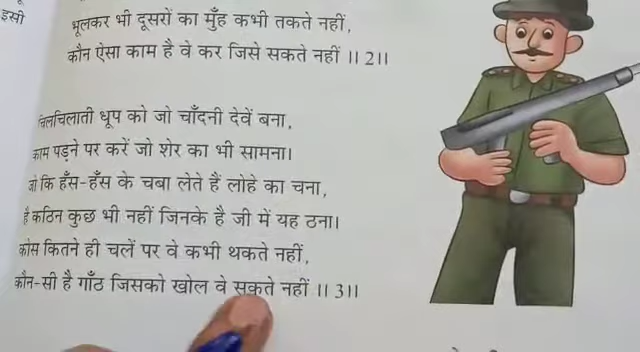 इसी
भूलकर भी दूसरों का मुँह कभी तकते नहीं,
कौन ऐसा काम है वे कर जिसे सकते नहीं ।।2।।
चिलचिलाती धूप को जो चाँदनी देवें बना,
काम पड़ने पर करें जो शेर का भी सामना।
जो कि हँस-हँस के चबा लेते हैं लोहे का चना,
है कठिन कुछ भी नहीं जिनके है जी में यह ठना।
कोस कितने ही चलें पर वे कभी थकते नहीं,
कौन-सी है गाँठ जिसको खोल वे सकते नहीं ।।3।।